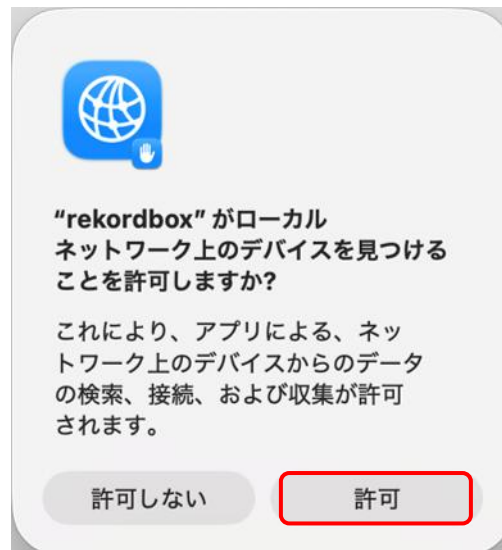 “rekordbox” がローカル
ネットワーク上のデバイスを見つける
ことを許可しますか?
これにより、アプリによる、ネッ
トワーク上のデバイスからのデータ
の検索、接続、および収集が許可
されます。
許可しない
許可